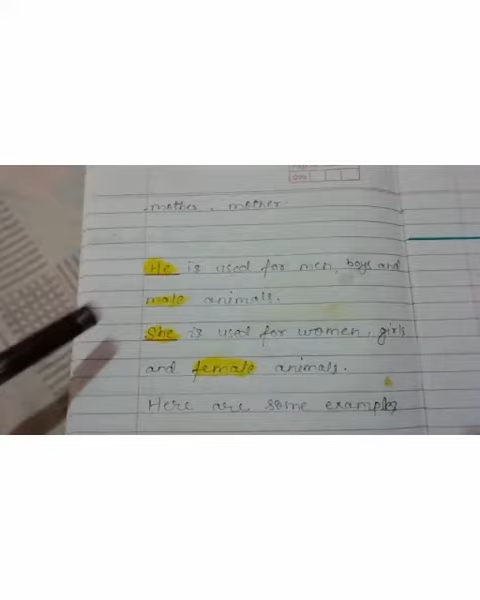 mother, mother.
He is used for men, boys and
male animals.
She is used for women, girls
and female animals.
Here are some examples